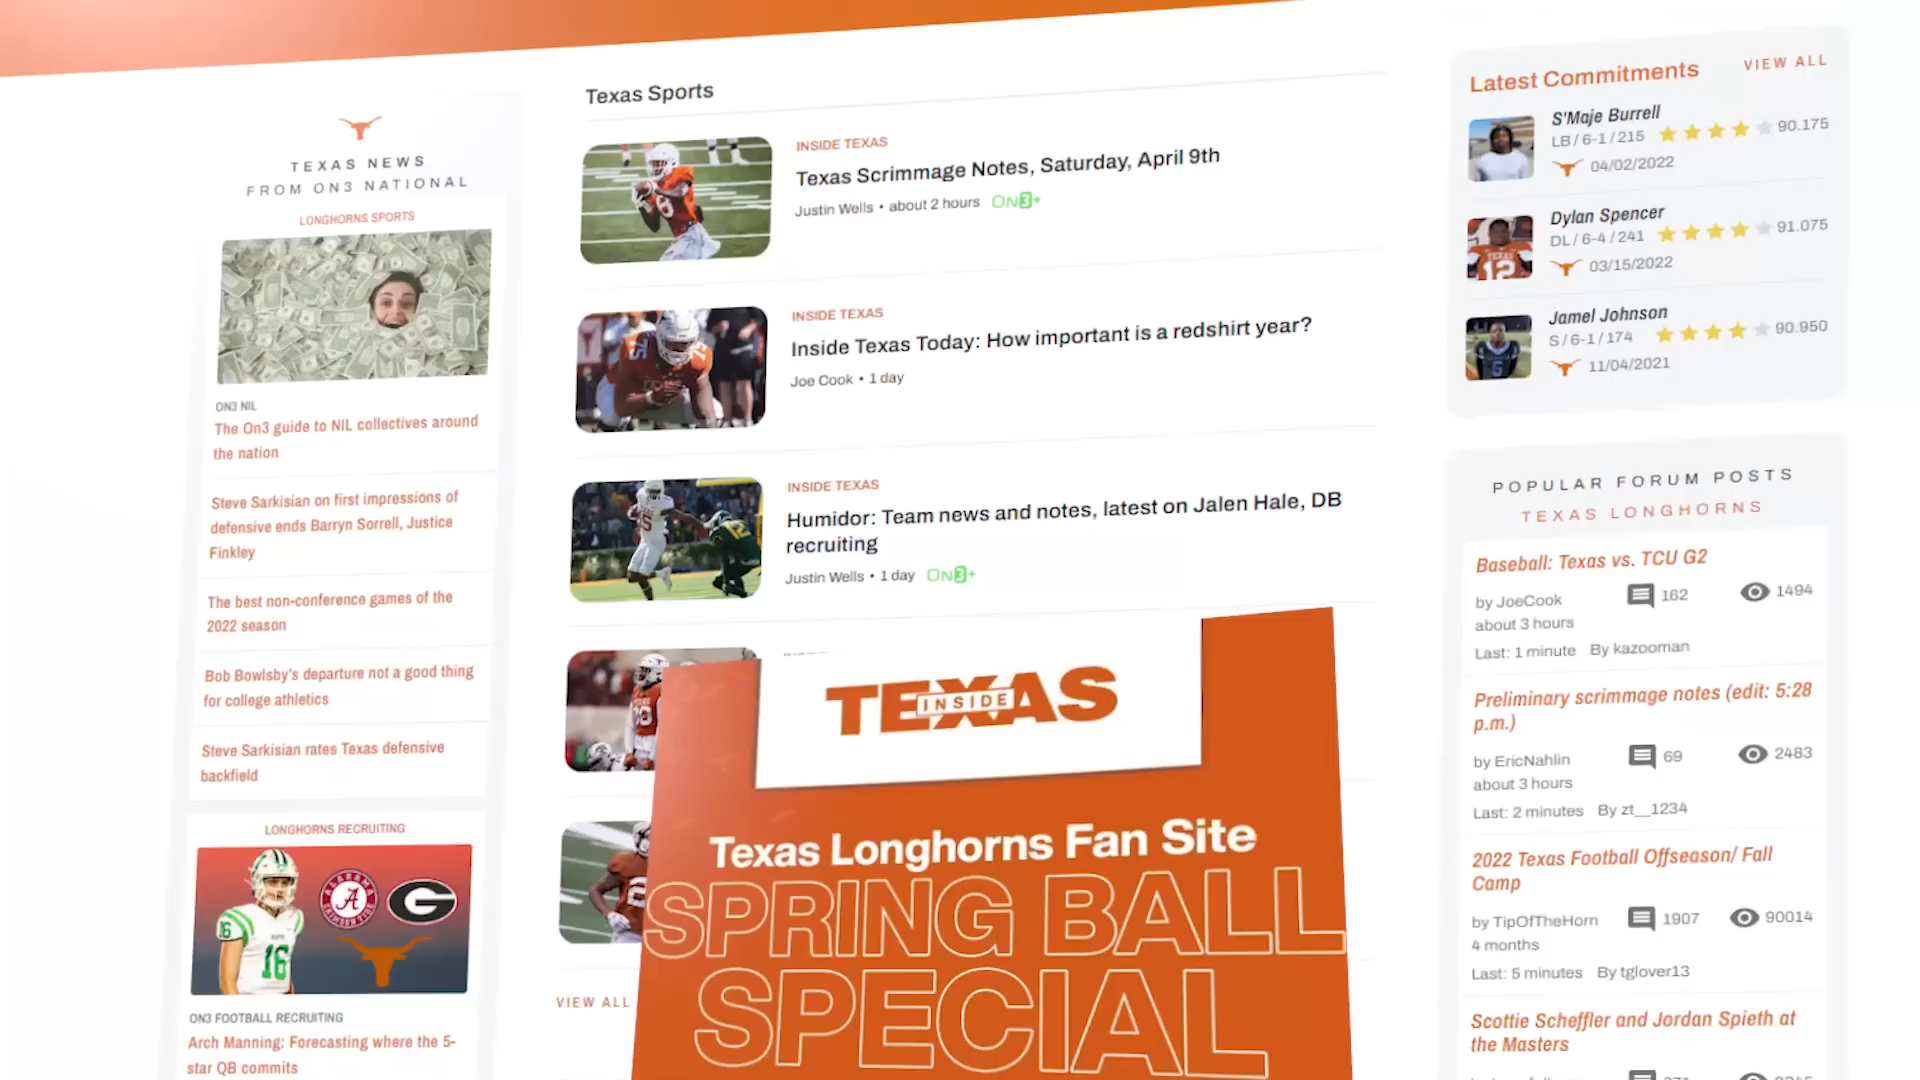 TEXAS NEWS
FROM ON3 NATIONAL
LONGHORNS SPORTS
ON3 NIL
The On3 guide to NIL collectives around
the nation
Steve Sarkisian on first impressions of
defensive ends Barryn Sorrell, Justice
Finkley
The best non-conference games of the
2022 season
Bob Bowlsby's departure not a good thing
for college athletics
Steve Sarkisian rates Texas defensive
backfield
LONGHORNS RECRUITING
16
16
ON3 FOOTBALL RECRUITING
Arch Manning: Forecasting where the 5-
star QB commits
Texas Sports
INSIDE TEXAS
Texas Scrimmage Notes, Saturday, April 9th
Justin Wells • about 2 hours ON3+
INSIDE TEXAS
Inside Texas Today: How important is a redshirt year?
Joe Cook • 1 day
INSIDE TEXAS
Humidor: Team news and notes, latest on Jalen Hale, DB
recruiting
Justin Wells • 1 day ON3+
VIEW ALL
TEXAS
INSIDE
Texas Longhorns Fan Site
SPRING BALL
SPECIAL
Latest Commitments VIEW ALL
S'Maje Burrell
LB / 6-1 / 215 90.175
04/02/2022
Dylan Spencer
DL / 6-4 / 241 91.075
03/15/2022
TEXAS
12
Jamel Johnson
S / 6-1 / 174 90.950
11/04/2021
POPULAR FORUM POSTS
TEXAS LONGHORNS
Baseball: Texas vs. TCU G2
by JoeCook 162 1494
about 3 hours
Last: 1 minute By kazooman
Preliminary scrimmage notes (edit: 5:28
p.m.)
by EricNahlin 69 2483
about 3 hours
Last: 2 minutes By zt__1234
2022 Texas Football Offseason/ Fall
Camp
by TipOfTheHorn 1907 90014
4 months
Last: 5 minutes By tglover13
Scottie Scheffler and Jordan Spieth at
the Masters